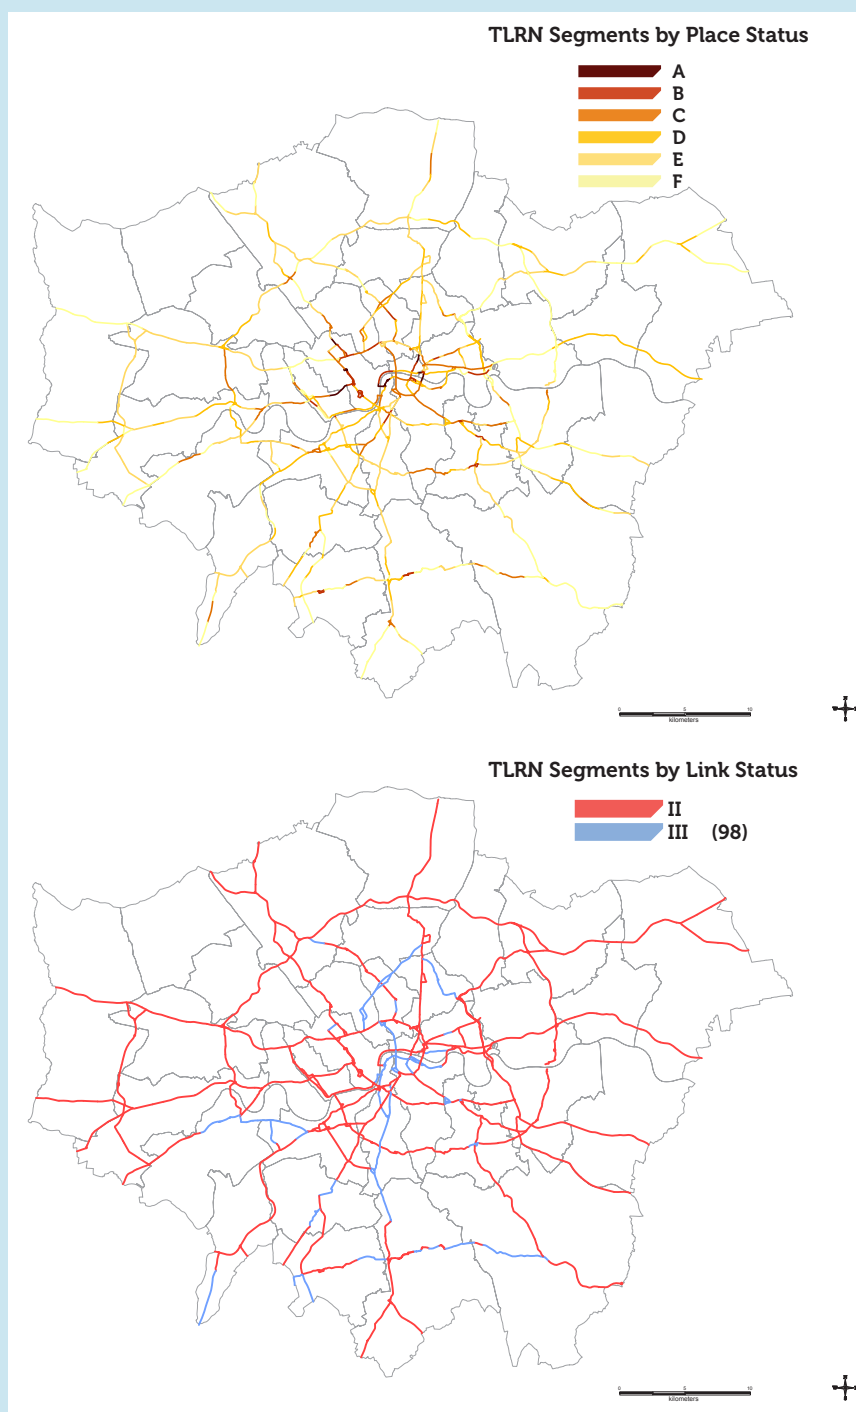 TLRN Segments by Place Status
A
B
C
D
E
F
0 5 10
kilometers
N
TLRN Segments by Link Status
II
III (98)
0 5 10
kilometers
N